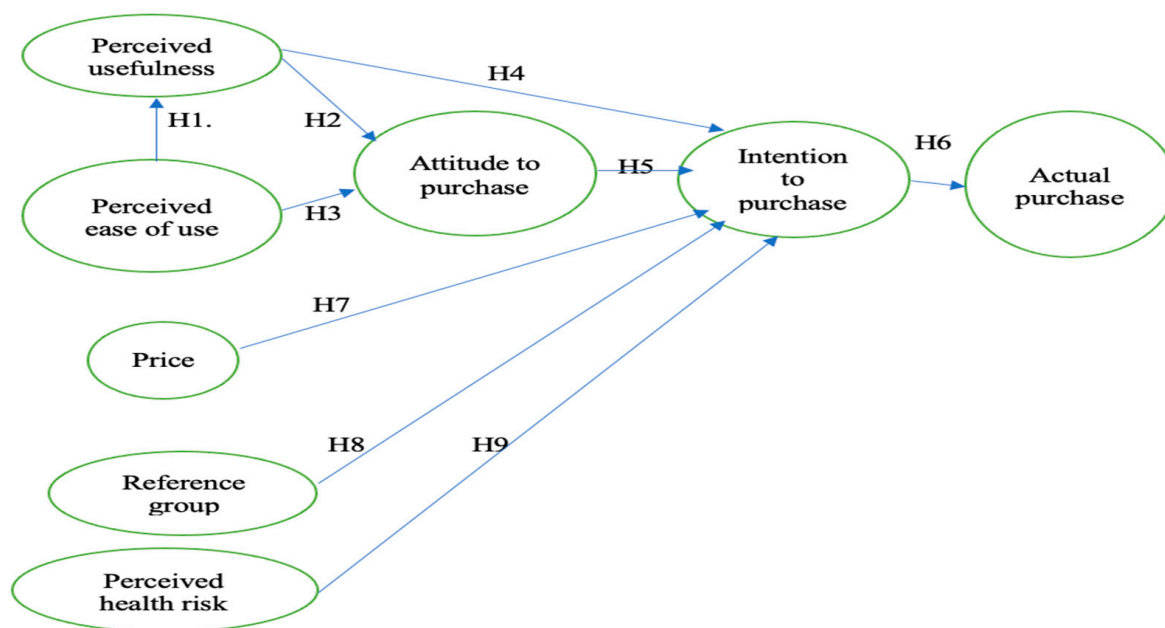 Perceived
usefulness
H4
H1.
H2
Attitude to
purchase
H5
Intention
to
purchase
H6
Actual
purchase
Perceived
ease of use
H3
H7
Price
H8
H9
Reference
group
Perceived
health risk